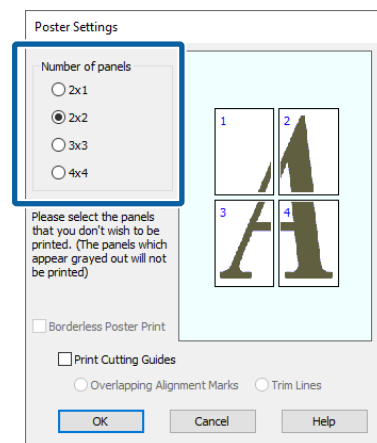 Poster Settings
Number of panels
2x1
2x2
3x3
4x4
1
2
3
4
Please select the panels
that you don't wish to be
printed. (The panels which
appear grayed out will not
be printed)
Borderless Poster Print
Print Cutting Guides
Overlapping Alignment Marks
Trim Lines
OK
Cancel
Help